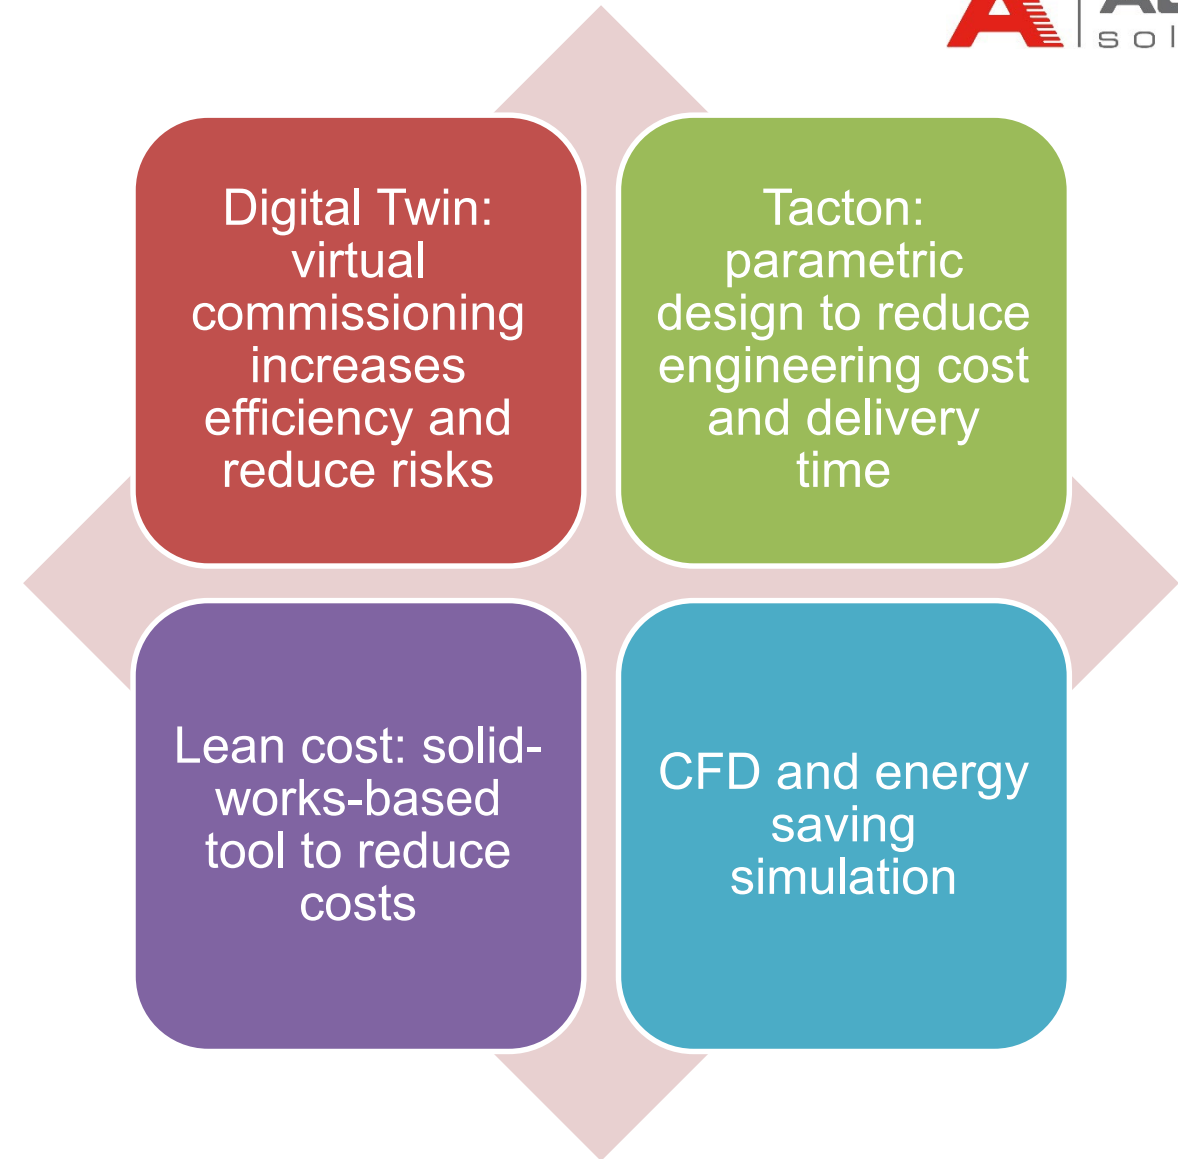 Digital Twin:
virtual
commissioning
increases
efficiency and
reduce risks
Tacton:
parametric
design to reduce
engineering cost
and delivery
time
Lean cost: solid-
works-based
tool to reduce
costs
CFD and energy
saving
simulation